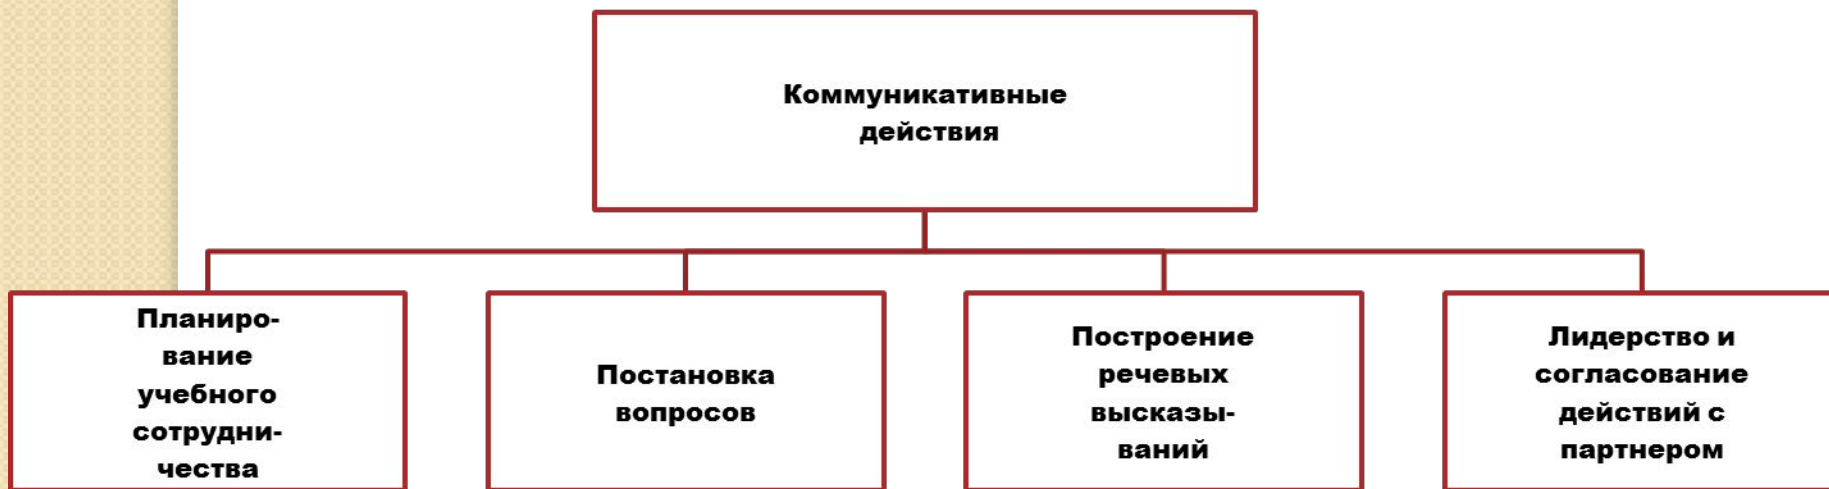 Коммуникативные
действия
Планиро-
вание
учебного
сотрудни-
чества
Постановка
вопросов
Построение
речевых
высказы-
ваний
Лидерство и
согласование
действий с
партнером